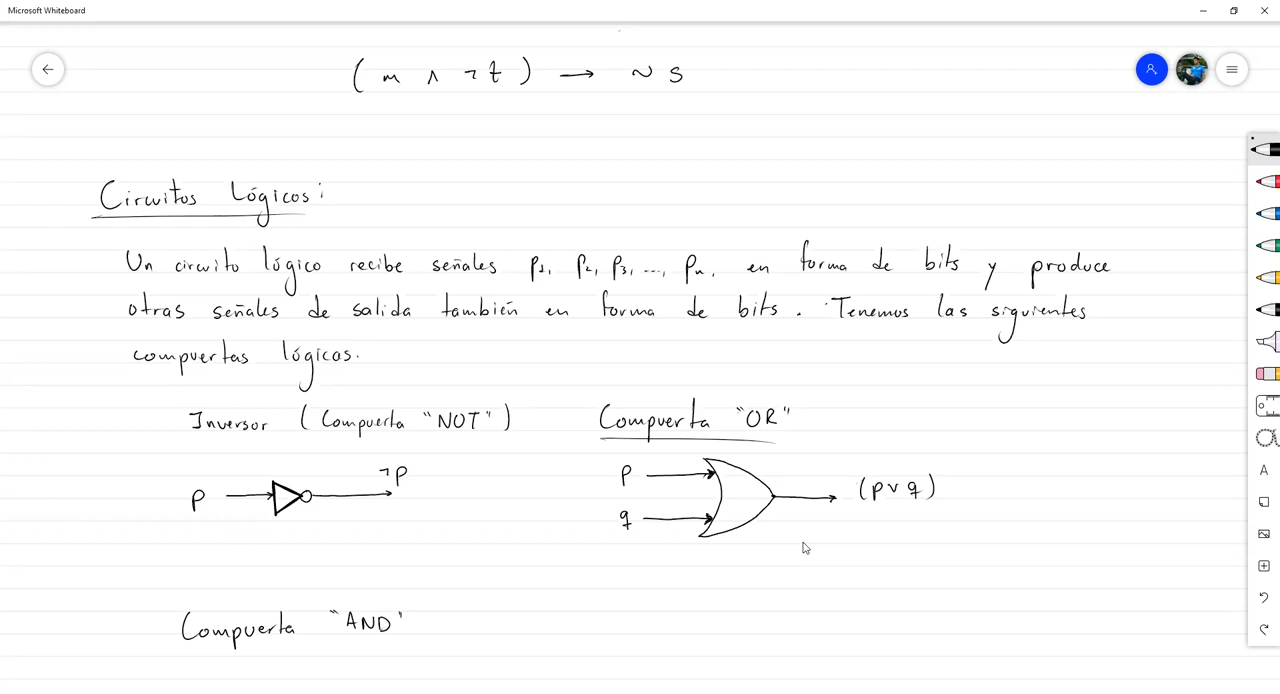 Microsoft Whiteboard
( m ∧ ¬ t ) → ~ s
Circuitos Lógicos:
Un circuito lógico recibe señales p1, p2, p3, ..., pn, en forma de bits y produce
otras señales de salida también en forma de bits. Tenemos las siguientes
compuertas lógicas.
Inversor (Compuerta "NOT")
p ¬p
Compuerta "OR"
p
q
(p ∨ q)
Compuerta "AND"
A